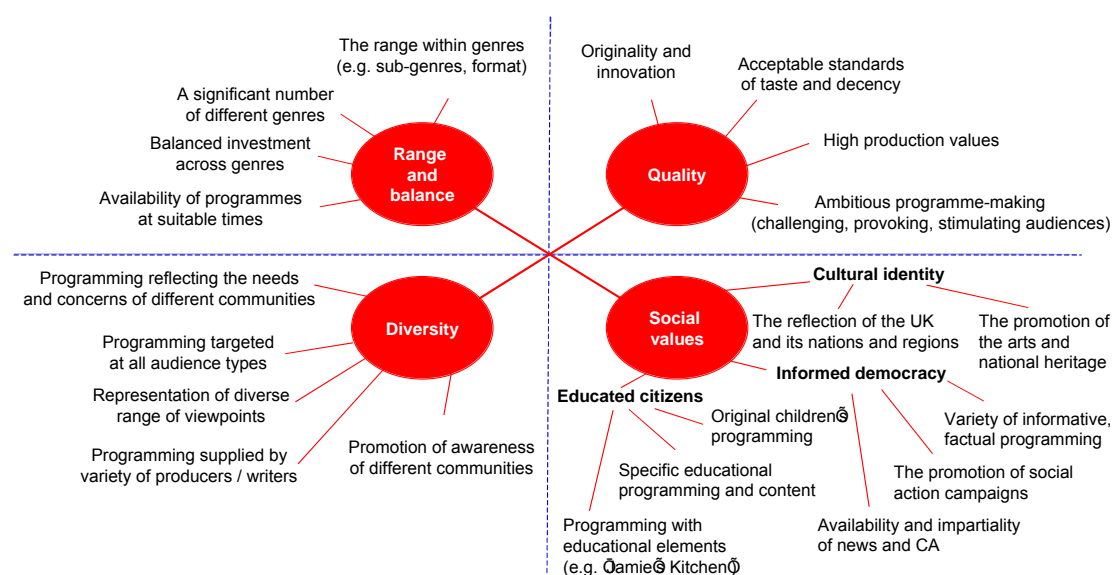 The range within genres
(e.g. sub-genres, format)
A significant number
of different genres
Balanced investment
across genres
Availability of programmes
at suitable times
Range
and
balance
Originality and
innovation
Acceptable standards
of taste and decency
High production values
Ambitious programme-making
(challenging, provoking, stimulating audiences)
Quality
Programming reflecting the needs
and concerns of different communities
Programming targeted
at all audience types
Representation of diverse
range of viewpoints
Programming supplied by
variety of producers / writers
Promotion of awareness
of different communities
Diversity
Social
values
Cultural identity
The reflection of the UK
and its nations and regions
The promotion of
the arts and
national heritage
Informed democracy
Variety of informative,
factual programming
The promotion of social
action campaigns
Availability and impartiality
of news and CA
Educated citizens
Original childrenÕs
programming
Specific educational
programming and content
Programming with
educational elements
(e.g. ÔJamieÕs KitchenÕ)